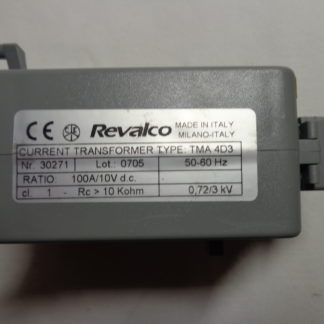 CE Revalco MADE IN ITALY
MILANO-ITALY
CURRENT TRANSFORMER TYPE: TMA 4D3
Nr. 30271 Lot.: 0705 50-60 Hz
RATIO: 100A/10V d.c.
cl. 1 - Rc > 10 Kohm 0,72/3 kV